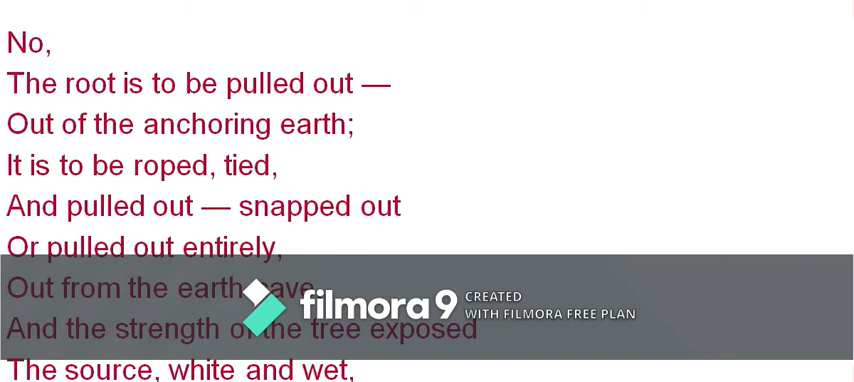 No,
The root is to be pulled out —
Out of the anchoring earth;
It is to be roped, tied,
And pulled out — snapped out
Or pulled out entirely,
Out from the earth
filmora9 CREATED
WITH FILMORA FREE PLAN
And the strength of the tree exposed
The source, white and wet,